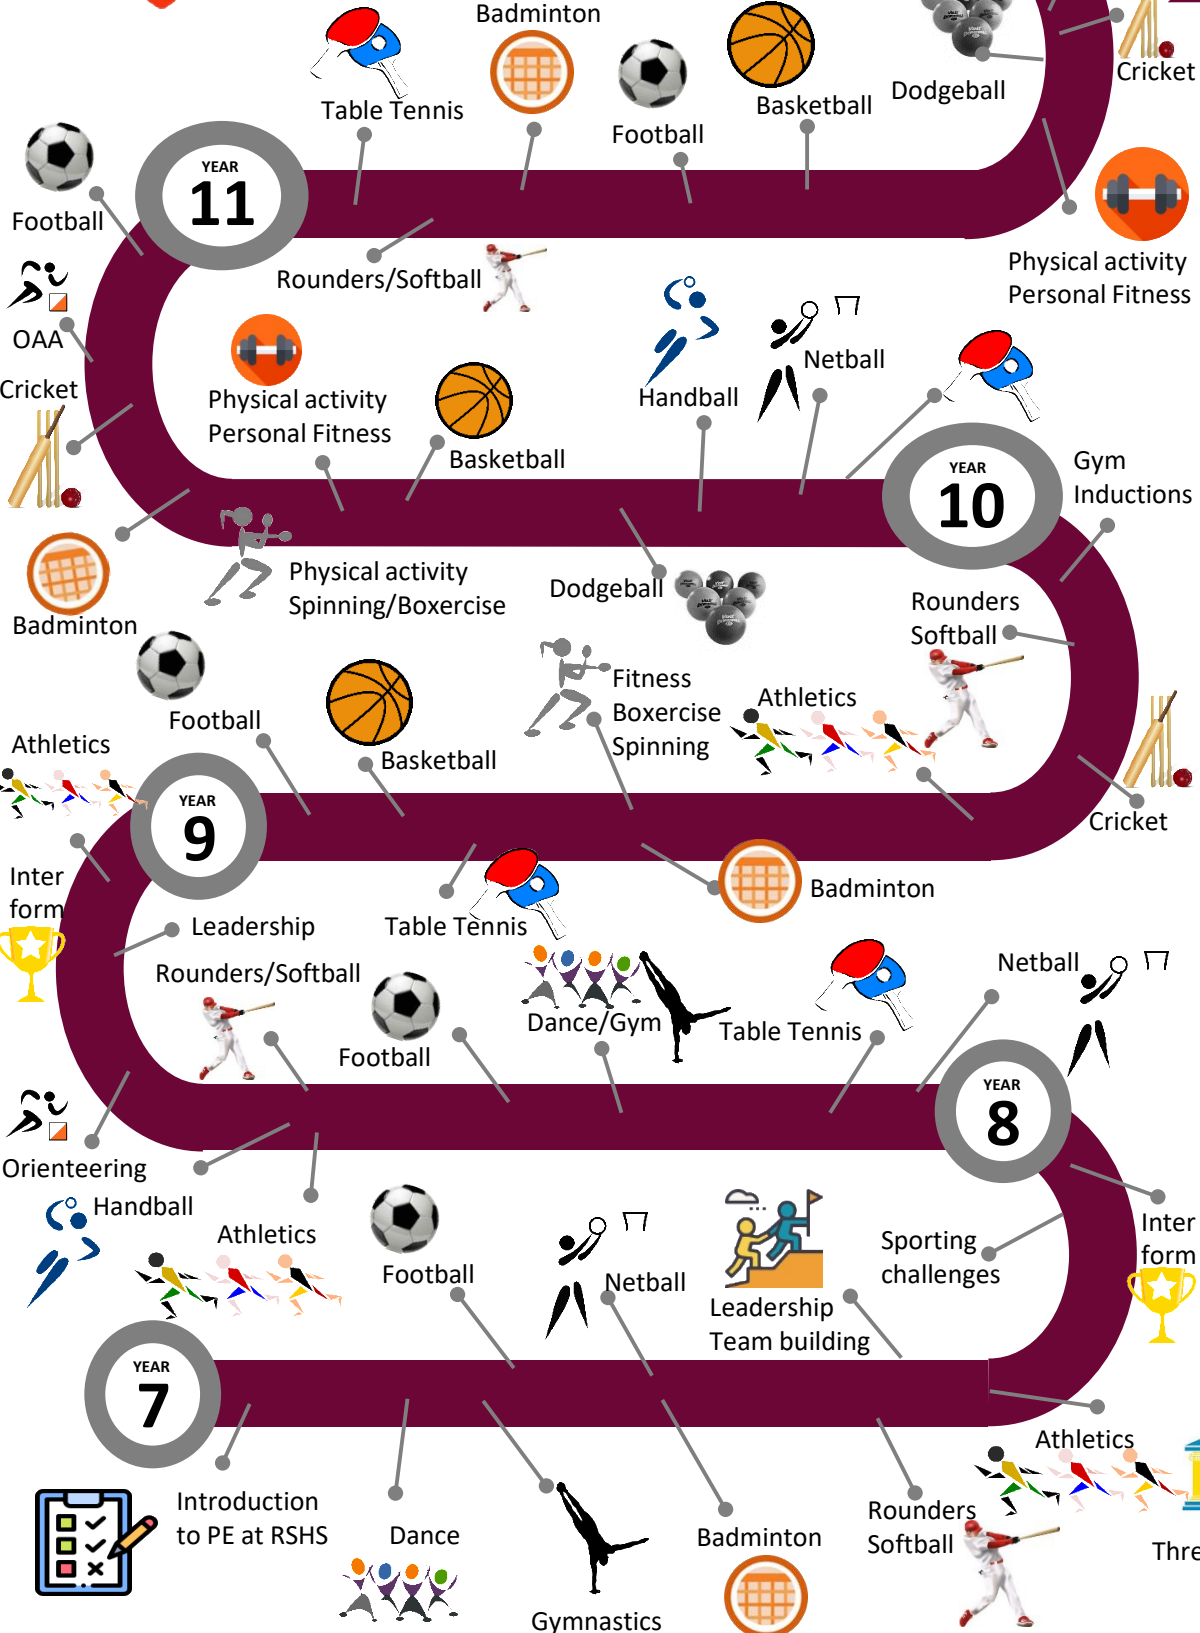 Badminton
Table Tennis
Football
Basketball
Dodgeball
Cricket
YEAR
11
Football
Rounders/Softball
Physical activity
Personal Fitness
OAA
Cricket
Physical activity
Personal Fitness
Basketball
Handball
Netball
YEAR
10
Gym
Inductions
Badminton
Physical activity
Spinning/Boxercise
Dodgeball
Rounders
Softball
Football
Basketball
Fitness
Boxercise
Spinning
Athletics
Cricket
Athletics
YEAR
9
Inter
form
Leadership
Table Tennis
Badminton
Rounders/Softball
Football
Dance/Gym
Table Tennis
Netball
YEAR
8
Orienteering
Handball
Athletics
Football
Netball
Leadership
Team building
Sporting
challenges
Inter
form
YEAR
7
Introduction
to PE at RSHS
Dance
Gymnastics
Badminton
Rounders
Softball
Athletics
Thre